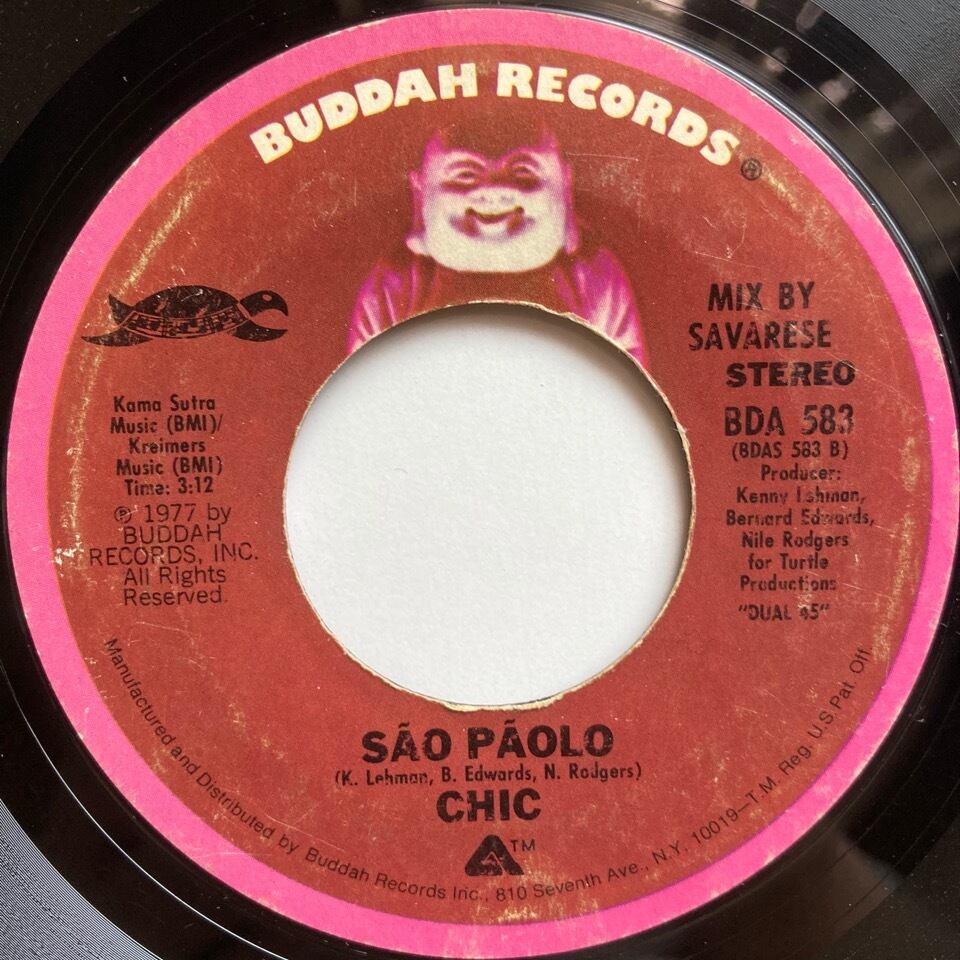 BUDDAH RECORDS®
MIX BY
SAVARESE
STEREO
BDA 583
(BDAS 583 B)
Producer:
Kenny Lehman,
Bernard Edwards,
Nile Rodgers
for Turtle
Productions
"DUAL 45"
Kama Sutra
Music (BMI)/
Kreimers
Music (BMI)
Time: 3:12
℗ 1977 by
BUDDAH
RECORDS, INC.
All Rights
Reserved.
SÃO PÃOLO
(K. Lehman, B. Edwards, N. Rodgers)
CHIC
TM
Manufactured and Distributed by Buddah Records Inc., 810 Seventh Ave., N.Y. 10019—T.M. Reg. U.S. Pat. Off.